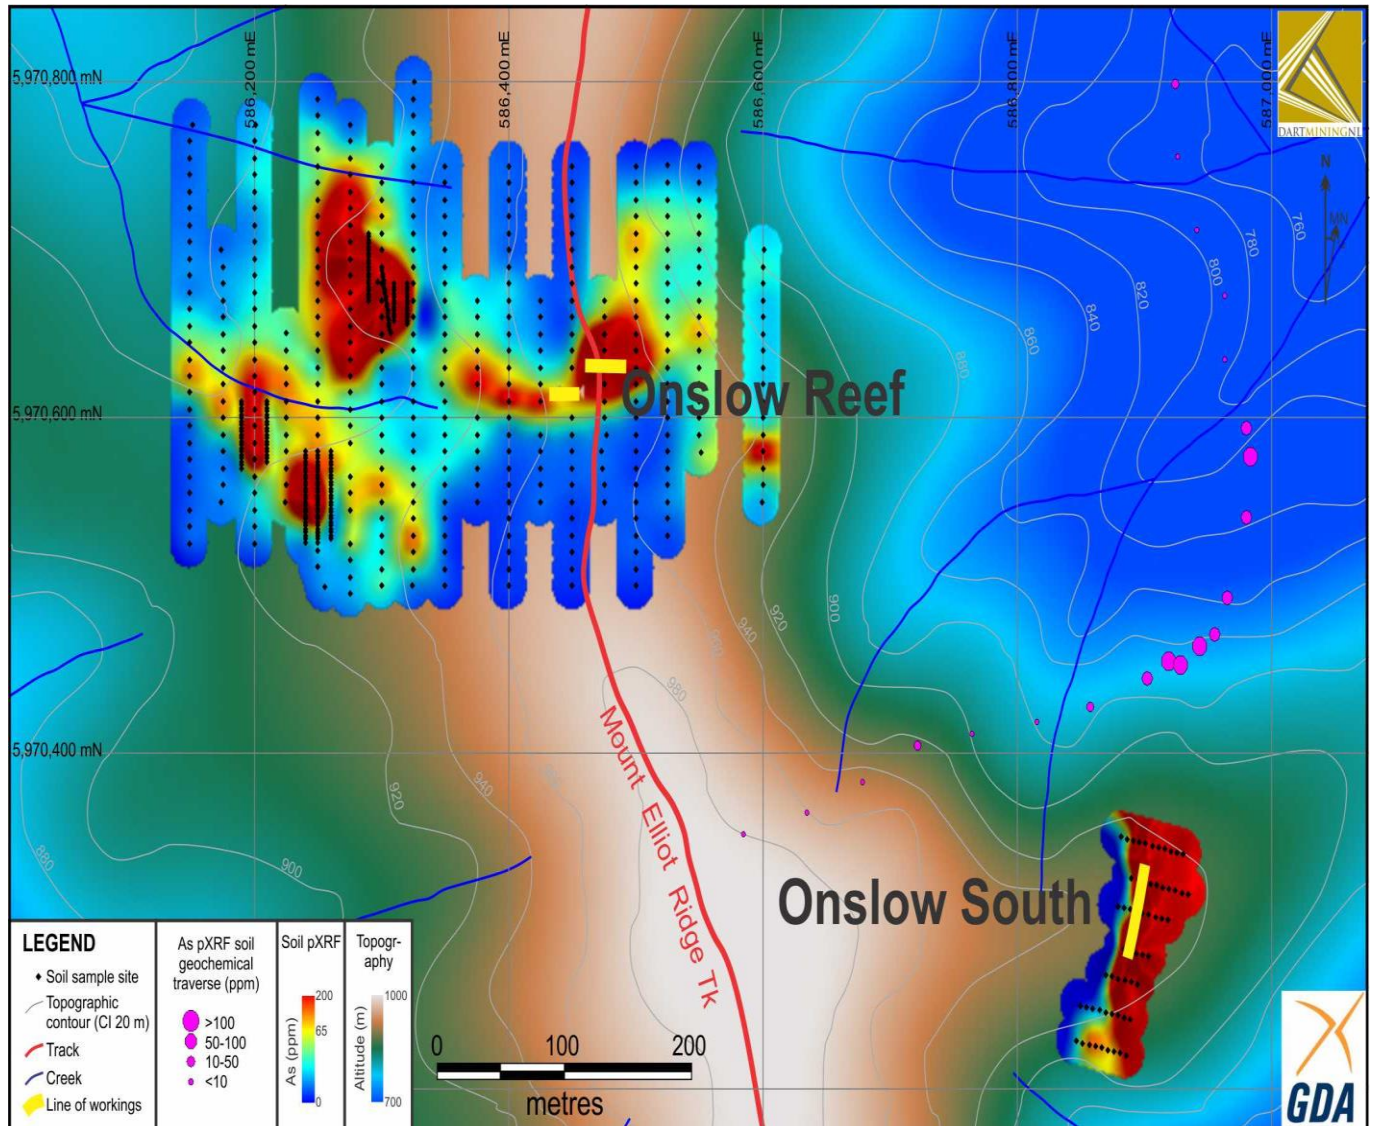 586,200 mE
586,400 mE
586,600 mE
586,800 mE
587,000 mE
5,970,800 mN
DARTMININGNL
N
MN
760
780
800
820
840
860
880
Onslow Reef
5,970,600 mN
900
920
940
980
5,970,400 mN
Mount Elliot Ridge Tk
940
920
900
880
Onslow South
LEGEND
Soil sample site
Topographic
contour (CI 20 m)
Track
Creek
Line of workings
As pXRF soil
geochemical
traverse (ppm)
>100
50-100
10-50
<10
Soil pXRF
As (ppm)
200
65
0
Topogr-
aphy
Altitude (m)
1000
700
0 100 200
metres
GDA